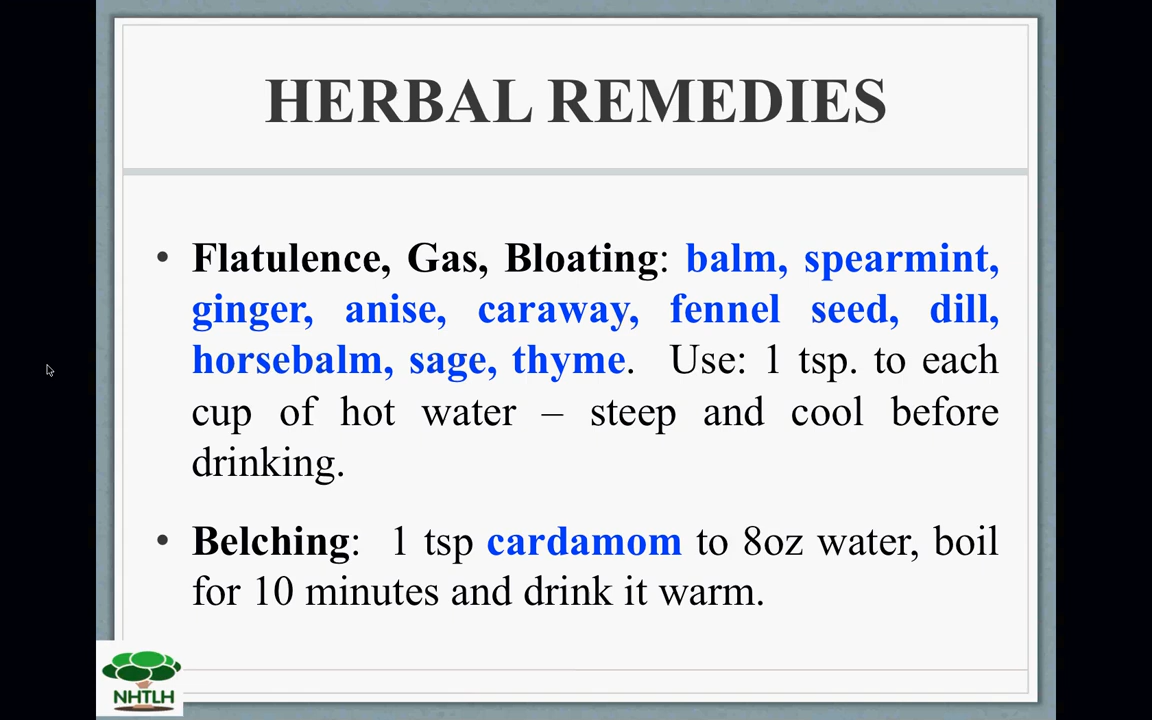 HERBAL REMEDIES
• Flatulence, Gas, Bloating: balm, spearmint,
ginger, anise, caraway, fennel seed, dill,
horsebalm, sage, thyme.  Use: 1 tsp. to each
cup of hot water – steep and cool before
drinking.
• Belching:  1 tsp cardamom to 8oz water, boil
for 10 minutes and drink it warm.
NHTLH